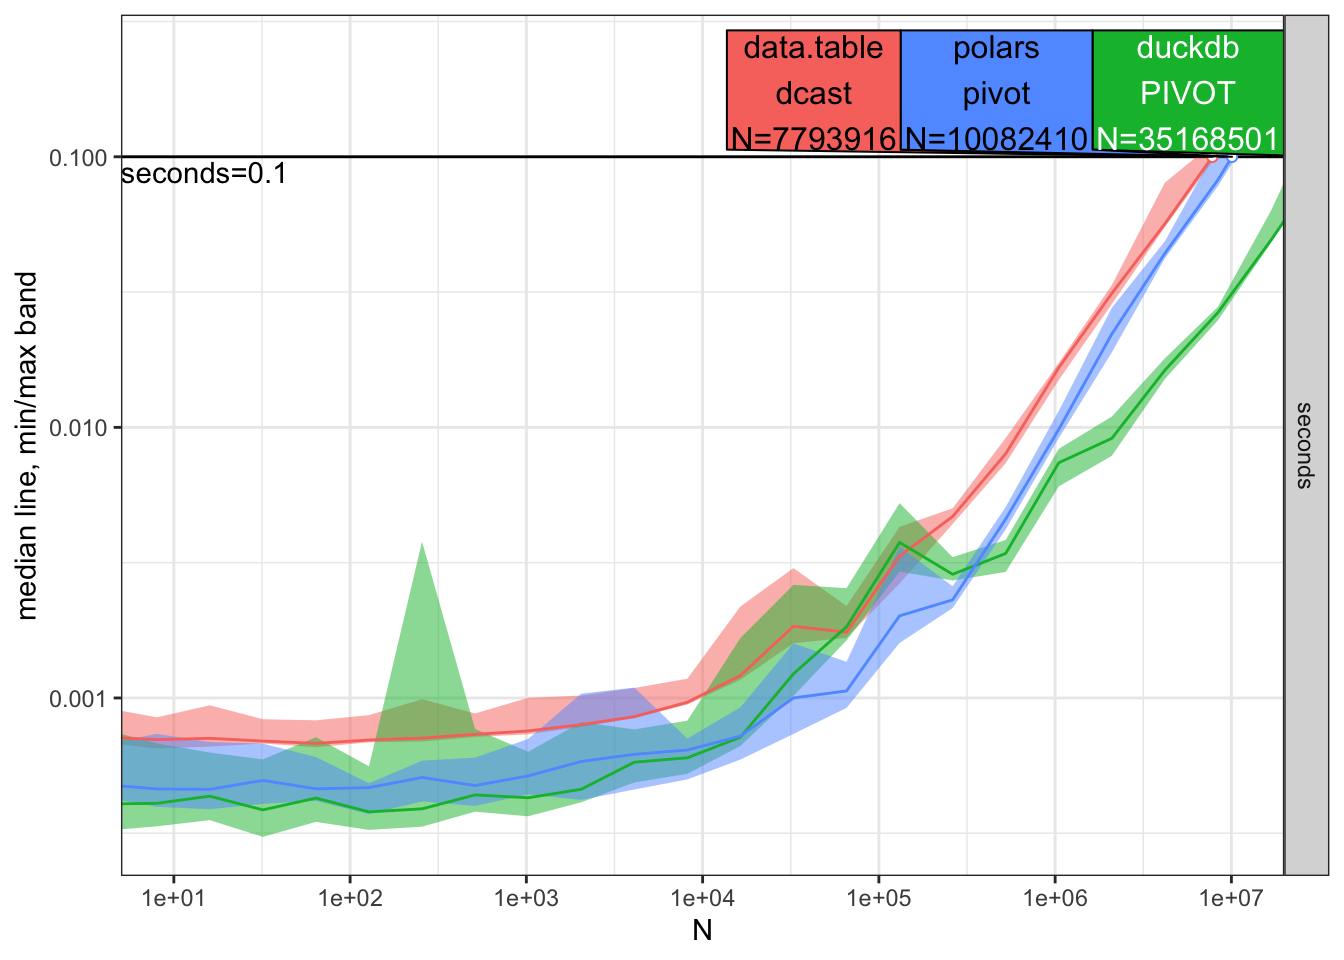 data.table
dcast
N=7793916
polars
pivot
N=10082410
duckdb
PIVOT
N=35168501
seconds=0.1
0.100
0.010
0.001
median line, min/max band
seconds
1e+01
1e+02
1e+03
1e+04
1e+05
1e+06
1e+07
N